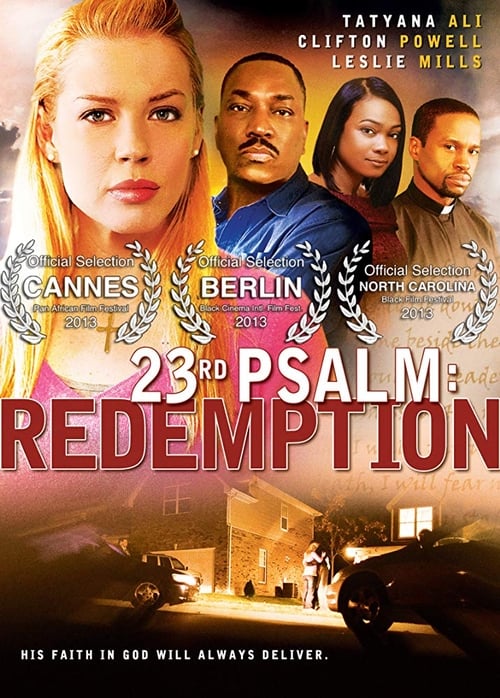 TATYANA ALI
CLIFTON POWELL
LESLIE MILLS
Official Selection
CANNES
Pan African Film Festival
2013
Official Selection
BERLIN
Black Cinema Intl. Film Fest.
2013
Official Selection
NORTH CAROLINA
Black Film Festival
2013
23RD PSALM:
REDEMPTION
HIS FAITH IN GOD WILL ALWAYS DELIVER.